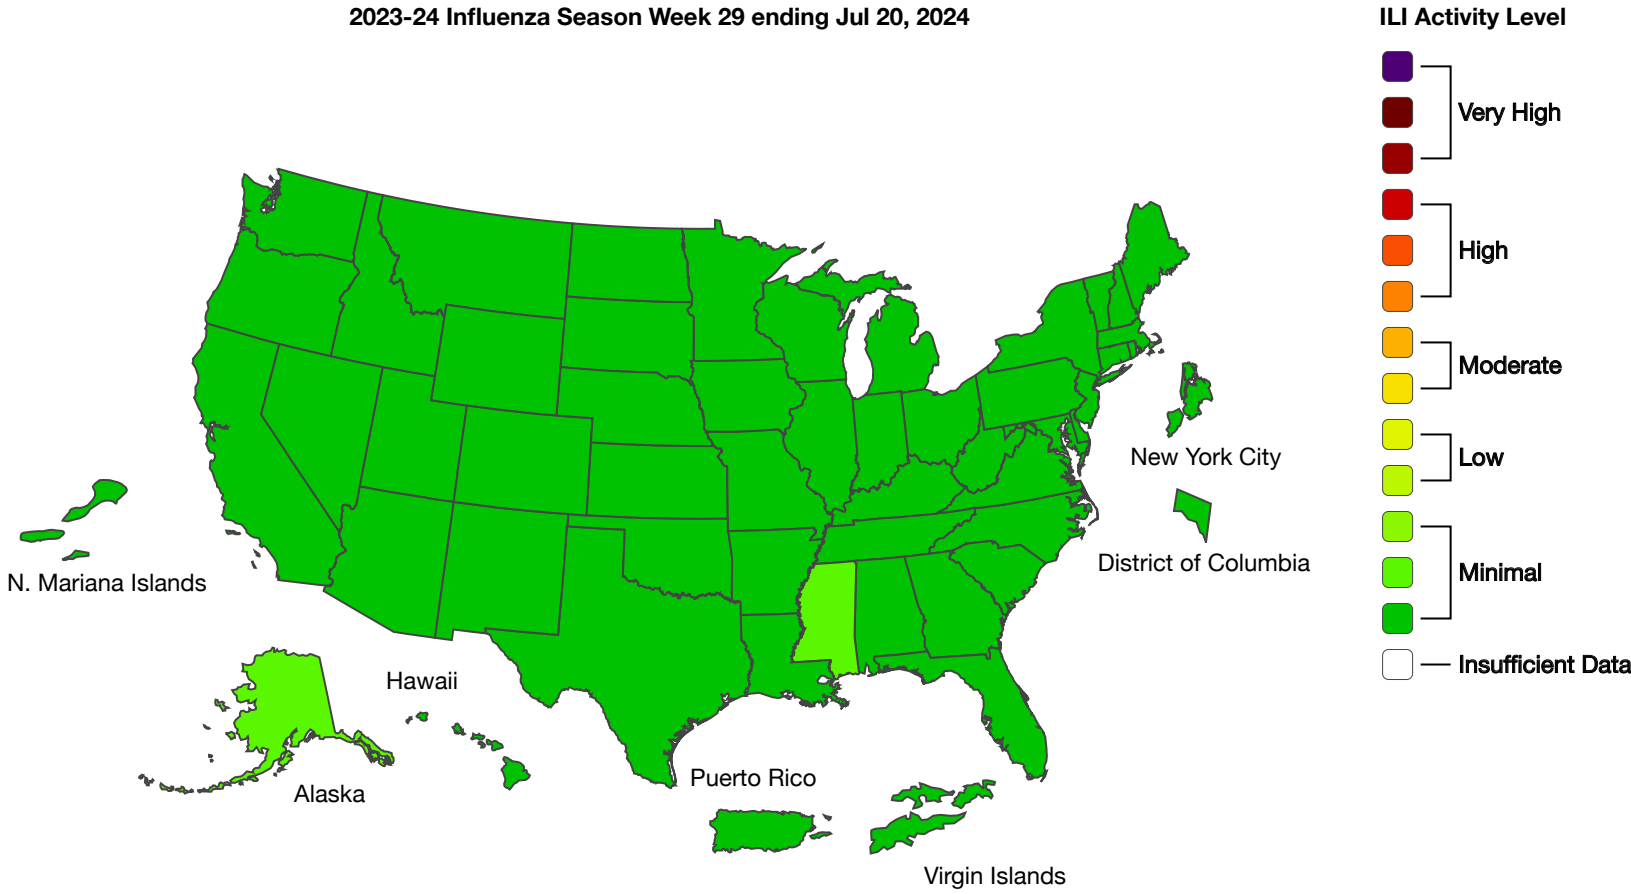 2023-24 Influenza Season Week 29 ending Jul 20, 2024
ILI Activity Level
Very High
High
Moderate
Low
Minimal
Insufficient Data
New York City
District of Columbia
N. Mariana Islands
Hawaii
Alaska
Puerto Rico
Virgin Islands